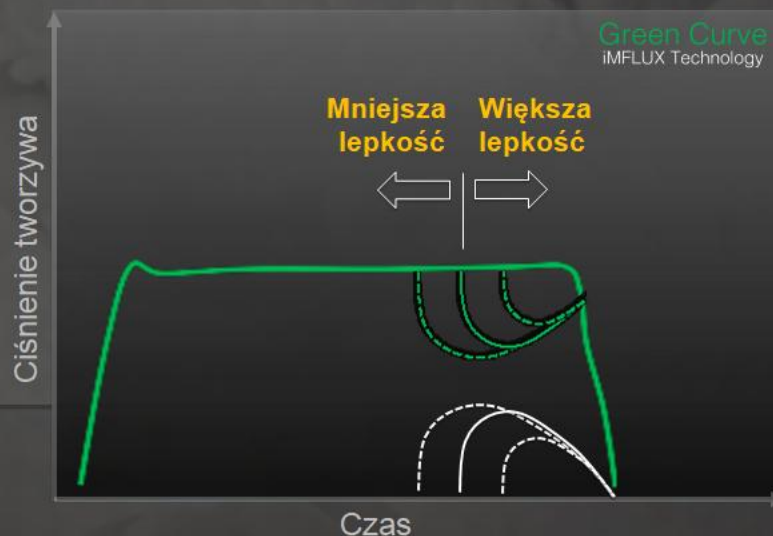 Green Curve
iMFLUX Technology
Mniejsza
lepkość
Większa
lepkość
Ciśnienie tworzywa
Czas